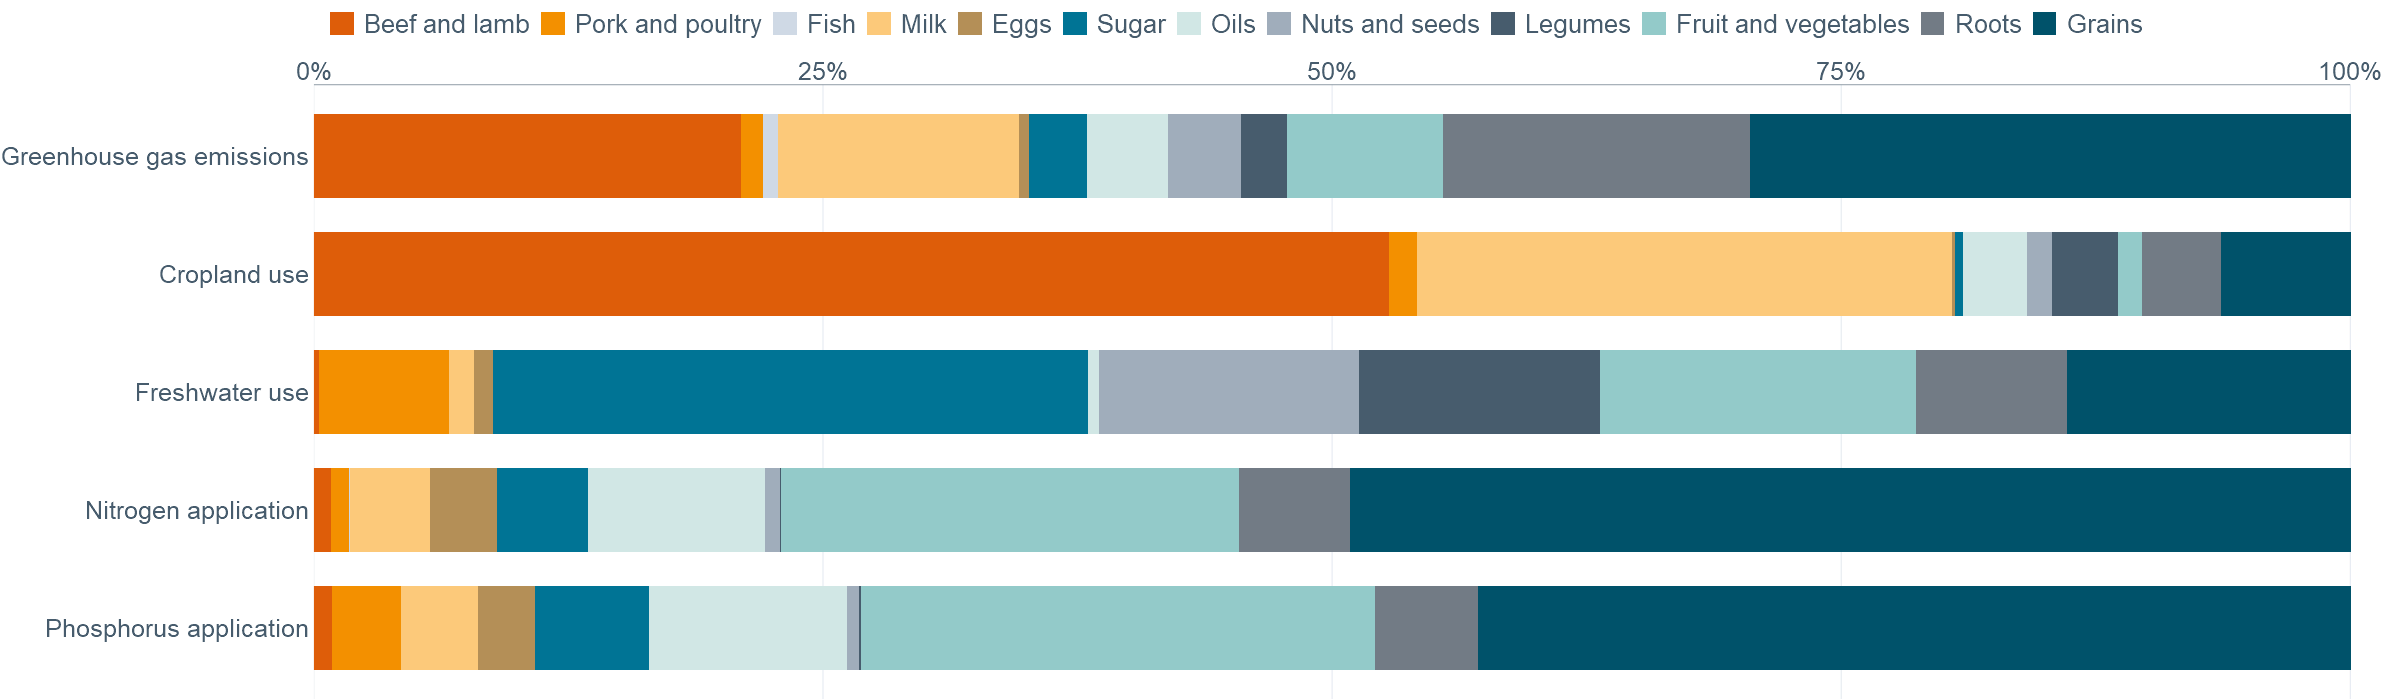 Beef and lamb Pork and poultry Fish Milk Eggs Sugar Oils Nuts and seeds Legumes Fruit and vegetables Roots Grains
0% 25% 50% 75% 100%
Greenhouse gas emissions
Cropland use
Freshwater use
Nitrogen application
Phosphorus application